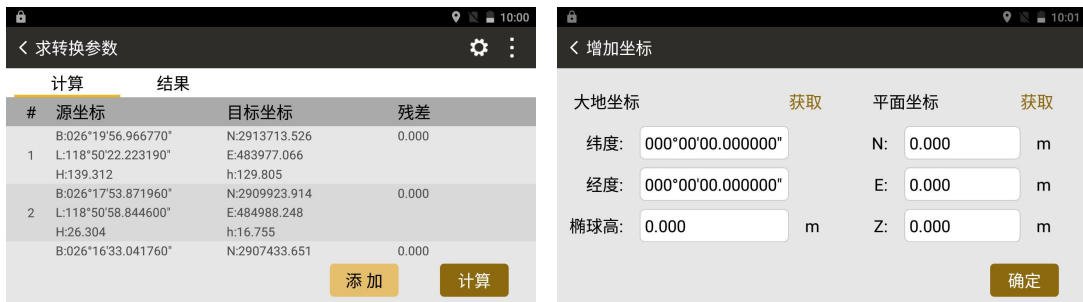 10:00
求转换参数
计算 结果
# 源坐标 目标坐标 残差
B:026°19'56.966770" N:2913713.526 0.000
1 L:118°50'22.223190" E:483977.066
H:139.312 h:129.805
B:026°17'53.871960" N:2909923.914 0.000
2 L:118°50'58.844600" E:484988.248
H:26.304 h:16.755
B:026°16'33.041760" N:2907433.651 0.000
添加 计算
10:01
增加坐标
大地坐标 获取 平面坐标 获取
纬度: 000°00'00.000000" N: 0.000 m
经度: 000°00'00.000000" E: 0.000 m
椭球高: 0.000 m Z: 0.000 m
确定